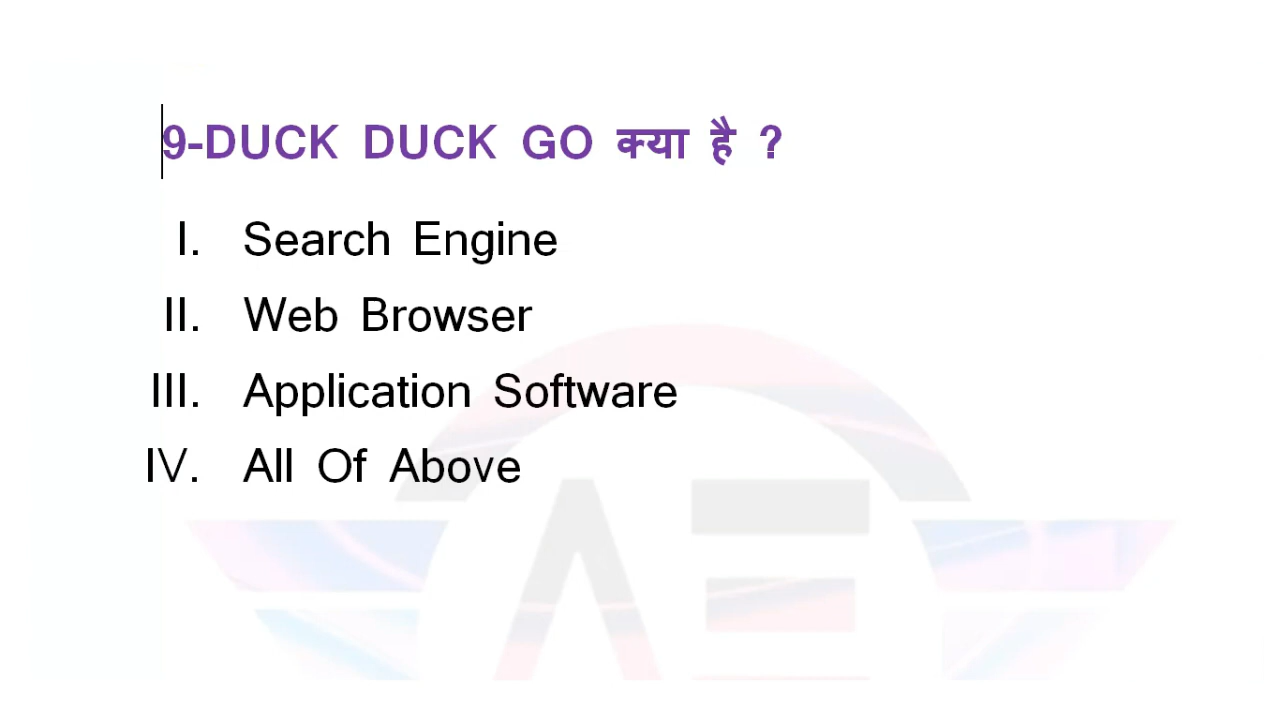 9-DUCK DUCK GO क्या है ?
I. Search Engine
II. Web Browser
III. Application Software
IV. All Of Above